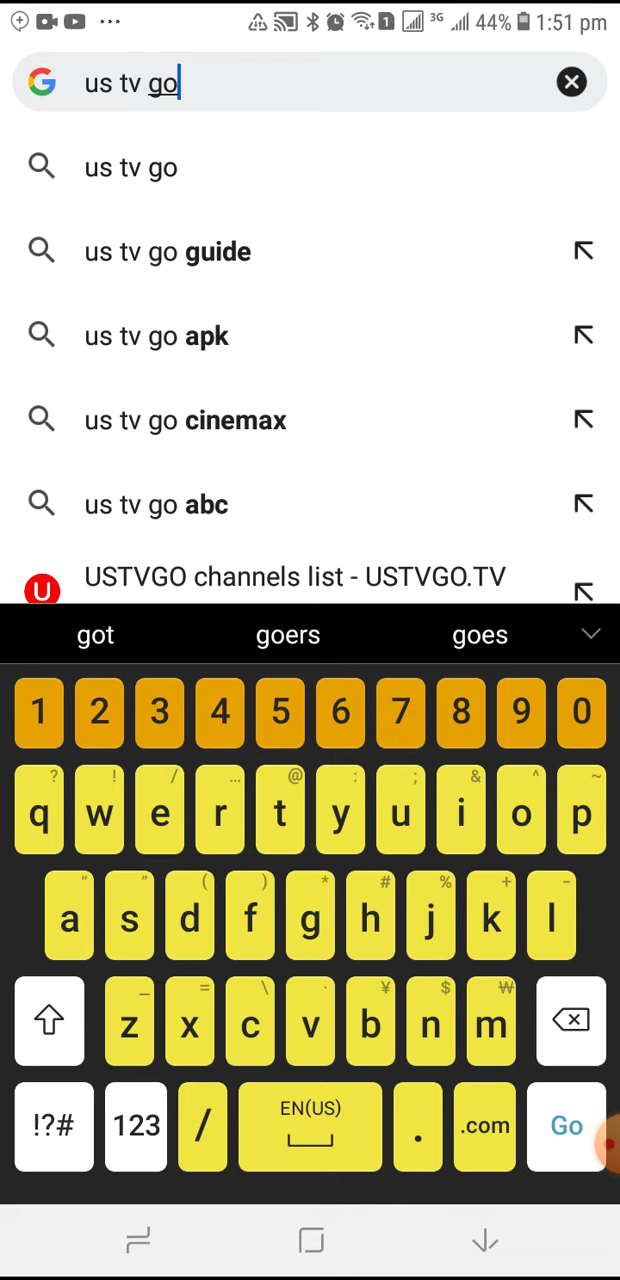 1 3G 44% 1:51 pm
us tv go
us tv go
us tv go guide
us tv go apk
us tv go cinemax
us tv go abc
U USTVGO channels list - USTVGO.TV
got goers goes
1 2 3 4 5 6 7 8 9 0
? ! / ... @ : ; & ^ ~
q w e r t y u i o p
" " ( ) * # % + -
a s d f g h j k l
_ = \ · ¥ $ ₩
z x c v b n m
!?# 123 / EN(US) . .com Go